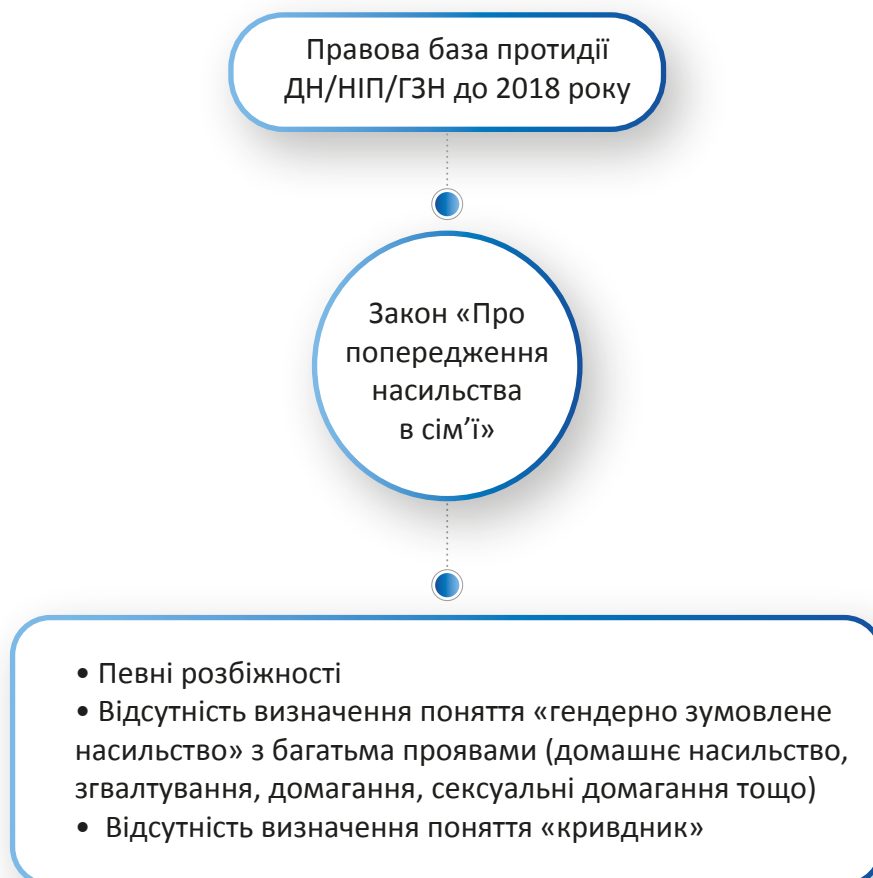 Правова база протидії
ДН/НІП/ГЗН до 2018 року
Закон «Про
попередження
насильства
в сім’ї»
• Певні розбіжності
• Відсутність визначення поняття «гендерно зумовлене
насильство» з багатьма проявами (домашнє насильство,
згвалтування, домагання, сексуальні домагання тощо)
• Відсутність визначення поняття «кривдник»